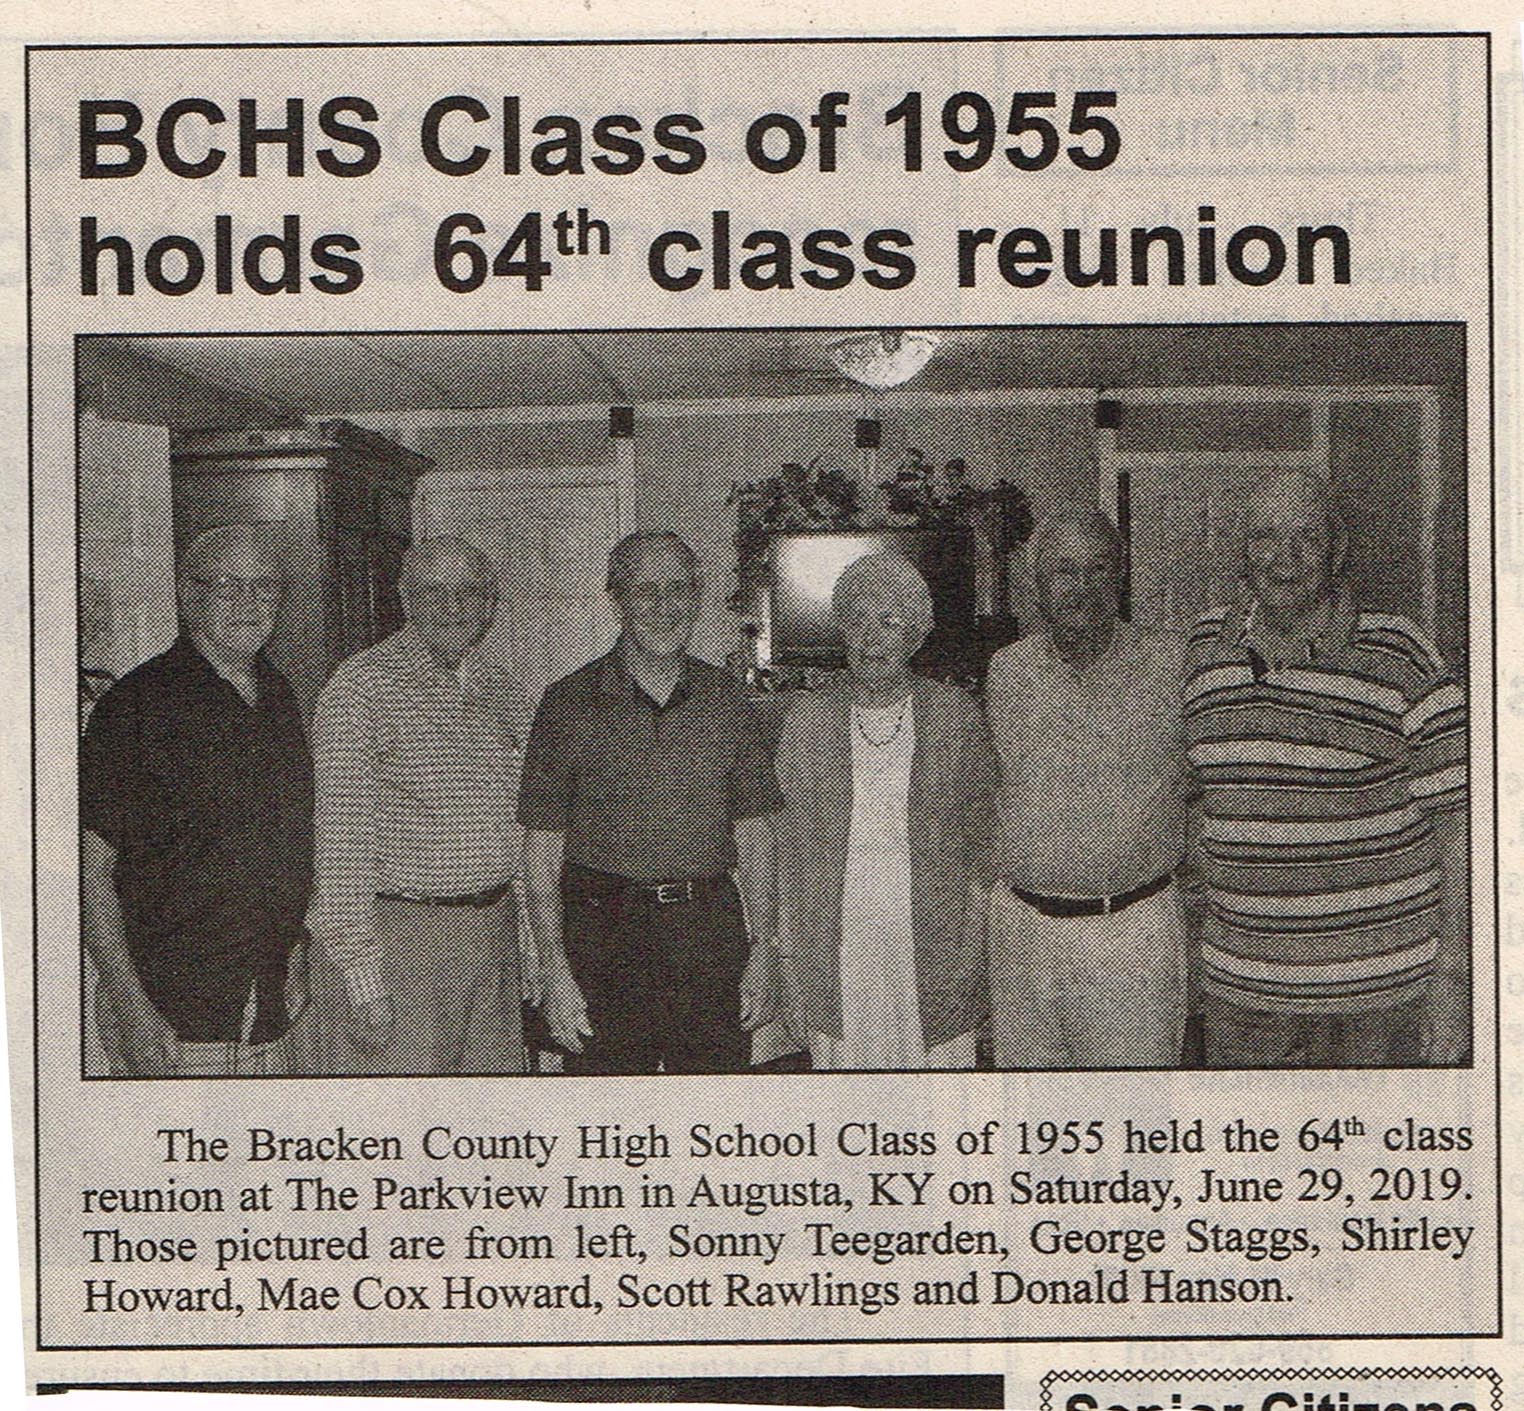 BCHS Class of 1955
holds 64th class reunion
The Bracken County High School Class of 1955 held the 64th class
reunion at The Parkview Inn in Augusta, KY on Saturday, June 29, 2019.
Those pictured are from left, Sonny Teegarden, George Staggs, Shirley
Howard, Mae Cox Howard, Scott Rawlings and Donald Hanson.
Senior Citizens